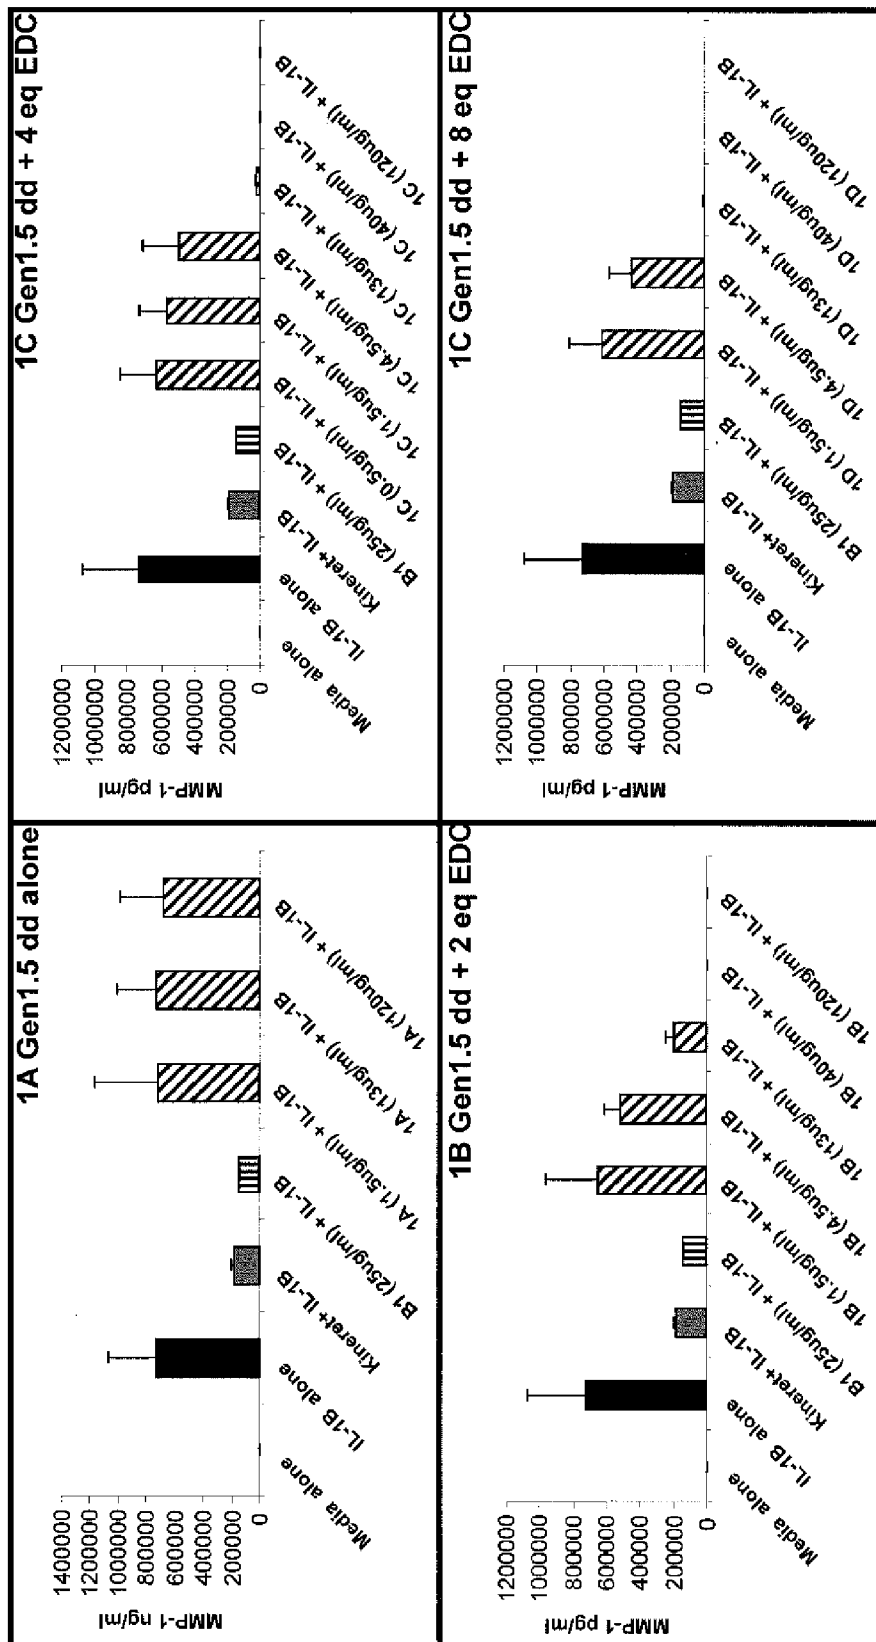 1A Gen1.5 dd alone
MMP-1 ng/ml
1400000
1200000
1000000
800000
600000
400000
200000
0
Media alone
IL-1B alone
Kineret+ IL-1B
B1 (25ug/ml) + IL-1B
1A (1.5ug/ml) + IL-1B
1A (13ug/ml) + IL-1B
1A (120ug/ml) + IL-1B
1C Gen1.5 dd + 4 eq EDC
MMP-1 pg/ml
1200000
1000000
800000
600000
400000
200000
0
Media alone
IL-1B alone
Kineret+ IL-1B
B1 (25ug/ml) + IL-1B
1C (0.5ug/ml) + IL-1B
1C (1.5ug/ml) + IL-1B
1C (4.5ug/ml) + IL-1B
1C (13ug/ml) + IL-1B
1C (40ug/ml) + IL-1B
1C (120ug/ml) + IL-1B
1B Gen1.5 dd + 2 eq EDC
MMP-1 pg/ml
1200000
1000000
800000
600000
400000
200000
0
Media alone
IL-1B alone
Kineret+ IL-1B
B1 (25ug/ml) + IL-1B
1B (1.5ug/ml) + IL-1B
1B (4.5ug/ml) + IL-1B
1B (13ug/ml) + IL-1B
1B (40ug/ml) + IL-1B
1B (120ug/ml) + IL-1B
1C Gen1.5 dd + 8 eq EDC
MMP-1 pg/ml
1200000
1000000
800000
600000
400000
200000
0
Media alone
IL-1B alone
Kineret+ IL-1B
B1 (25ug/ml) + IL-1B
1D (1.5ug/ml) + IL-1B
1D (4.5ug/ml) + IL-1B
1D (13ug/ml) + IL-1B
1D (40ug/ml) + IL-1B
1D (120ug/ml) + IL-1B